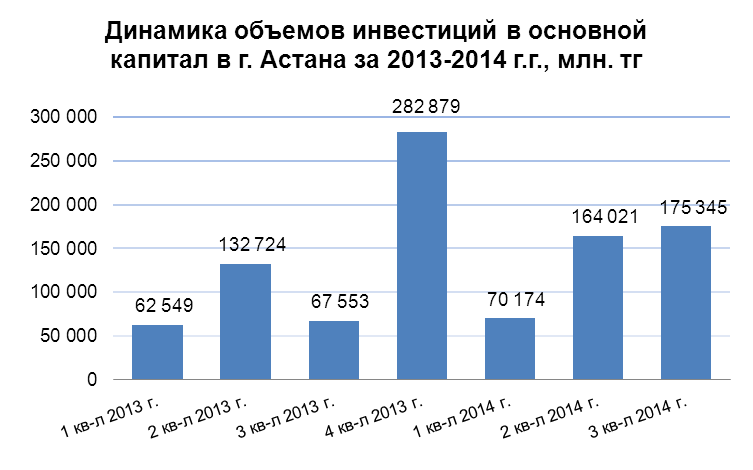 Динамика объемов инвестиций в основной
капитал в г. Астана за 2013-2014 г.г., млн. тг
300 000
250 000
200 000
150 000
100 000
50 000
0
62 549
132 724
67 553
282 879
70 174
164 021
175 345
1 кв-л 2013 г.
2 кв-л 2013 г.
3 кв-л 2013 г.
4 кв-л 2013 г.
1 кв-л 2014 г.
2 кв-л 2014 г.
3 кв-л 2014 г.